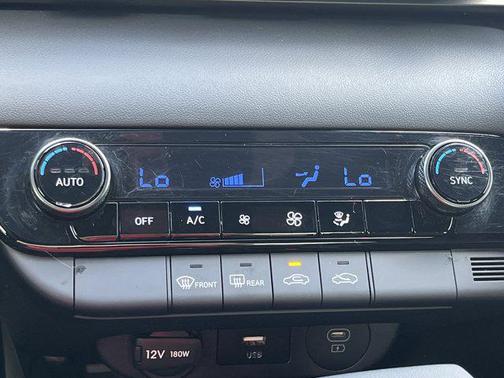 AUTO Lo Lo SYNC
OFF A/C
FRONT REAR
12V 180W USB